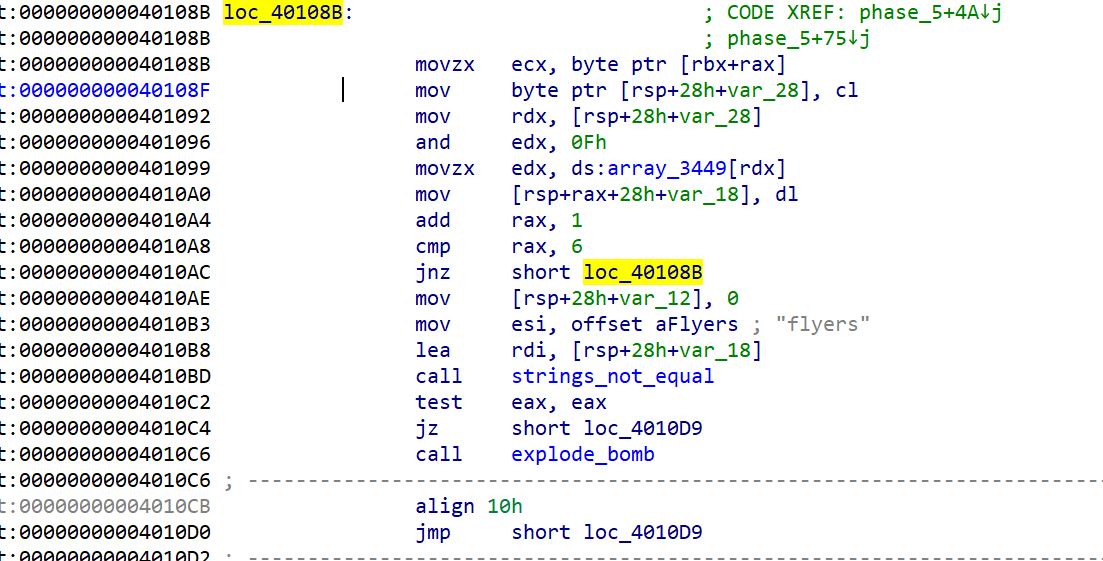 t:000000000040108B loc_40108B: ; CODE XREF: phase_5+4A↓j
t:000000000040108B ; phase_5+75↓j
t:000000000040108B movzx ecx, byte ptr [rbx+rax]
t:000000000040108F mov byte ptr [rsp+28h+var_28], cl
t:0000000000401092 mov rdx, [rsp+28h+var_28]
t:0000000000401096 and edx, 0Fh
t:0000000000401099 movzx edx, ds:array_3449[rdx]
t:00000000004010A0 mov [rsp+rax+28h+var_18], dl
t:00000000004010A4 add rax, 1
t:00000000004010A8 cmp rax, 6
t:00000000004010AC jnz short loc_40108B
t:00000000004010AE mov [rsp+28h+var_12], 0
t:00000000004010B3 mov esi, offset aFlyers ; "flyers"
t:00000000004010B8 lea rdi, [rsp+28h+var_18]
t:00000000004010BD call strings_not_equal
t:00000000004010C2 test eax, eax
t:00000000004010C4 jz short loc_4010D9
t:00000000004010C6 call explode_bomb
t:00000000004010C6 ; ---------------------------------------------------------------------------
t:00000000004010CB align 10h
t:00000000004010D0 jmp short loc_4010D9
t:00000000004010D2 ; ---------------------------------------------------------------------------